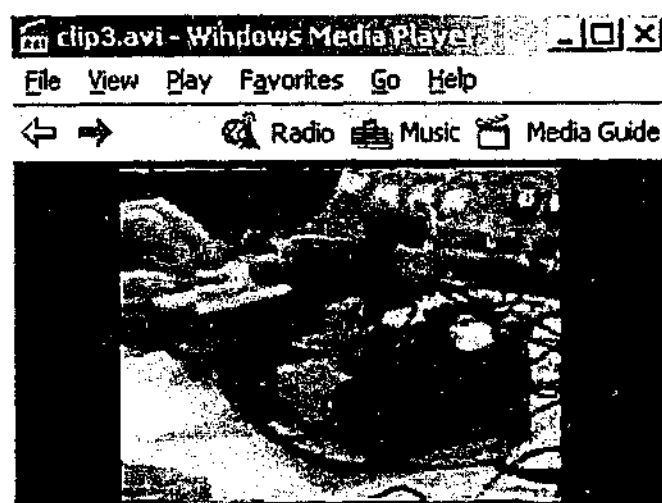 clip3.avi - Windows Media Player
File View Play Favorites Go Help
Radio Music Media Guide